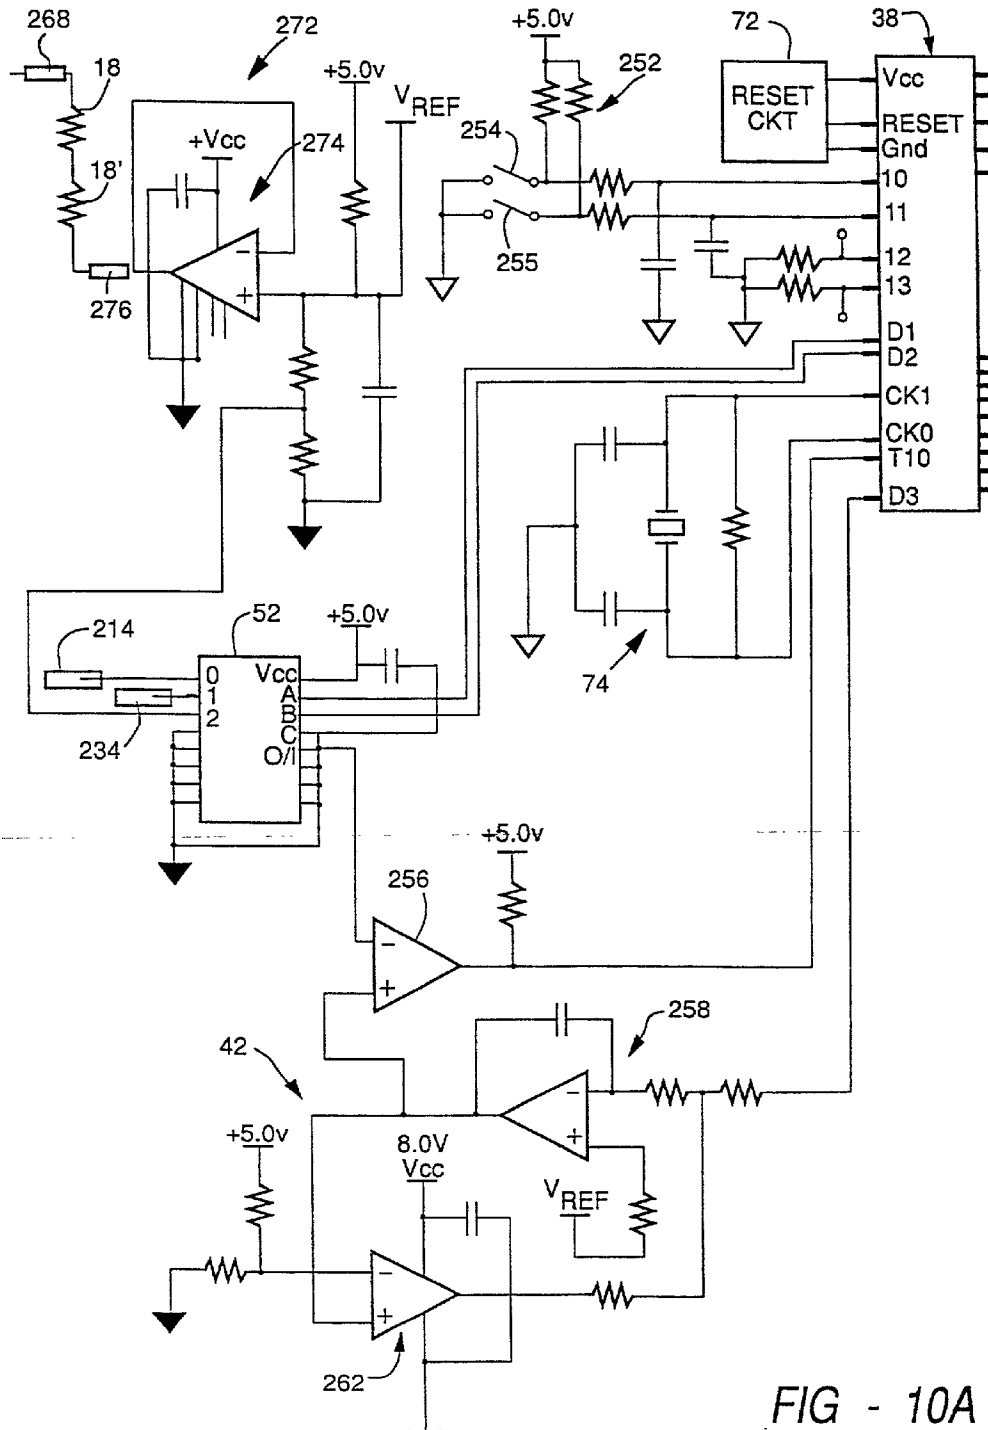 268
18
18'
272
+5.0v
VREF
+Vcc
274
276
-
+
+5.0v
252
254
255
72
RESET
CKT
38
Vcc
RESET
Gnd
10
11
12
13
D1
D2
CK1
CK0
T10
D3
74
214
234
52
+5.0v
0
1
2
Vcc
A
B
C
O/I
+5.0v
256
-
+
258
-
+
42
+5.0v
8.0V
Vcc
VREF
-
+
262
FIG - 10A